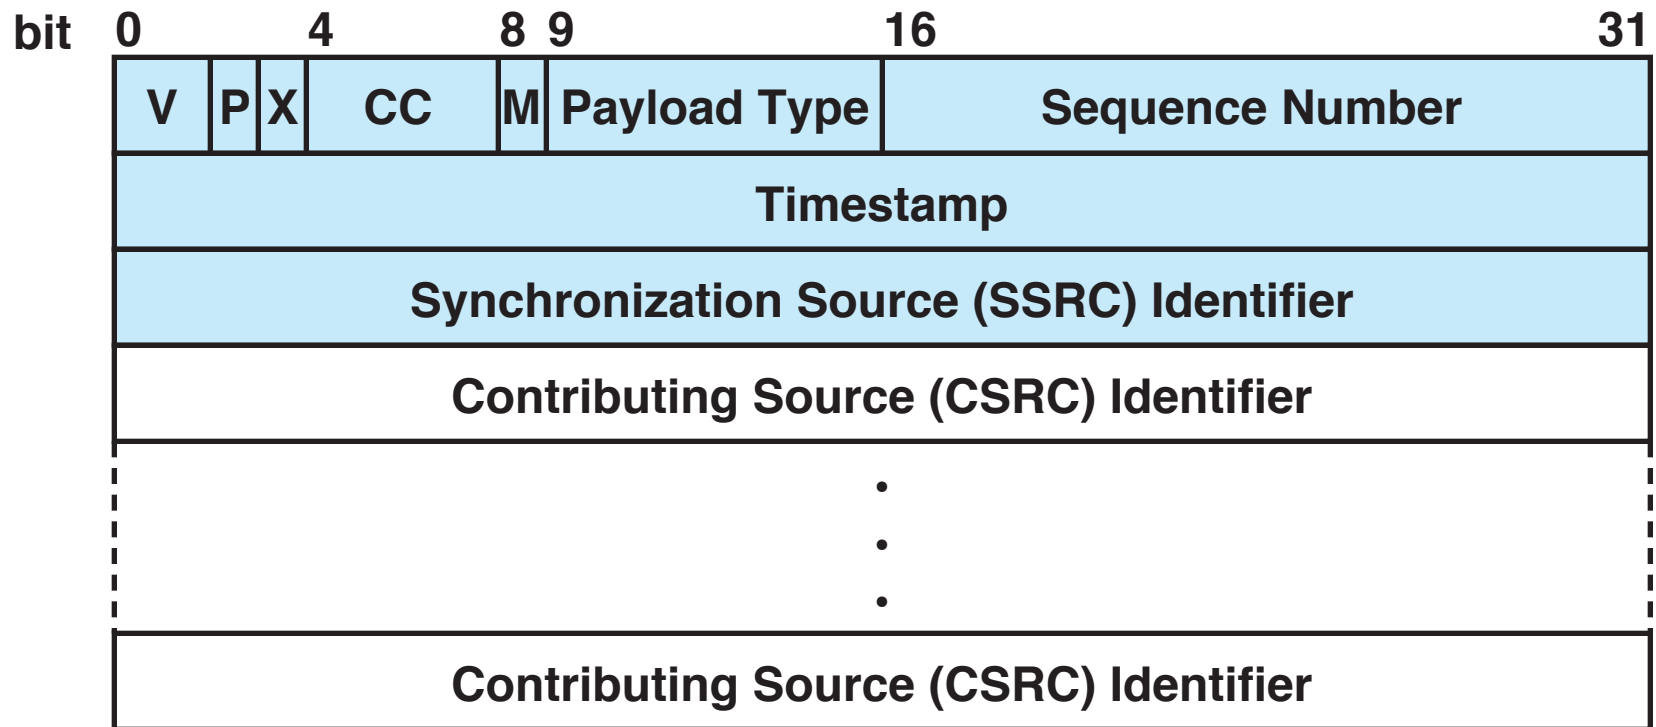 bit 0 4 8 9 16 31
V P X CC M Payload Type Sequence Number
Timestamp
Synchronization Source (SSRC) Identifier
Contributing Source (CSRC) Identifier
Contributing Source (CSRC) Identifier